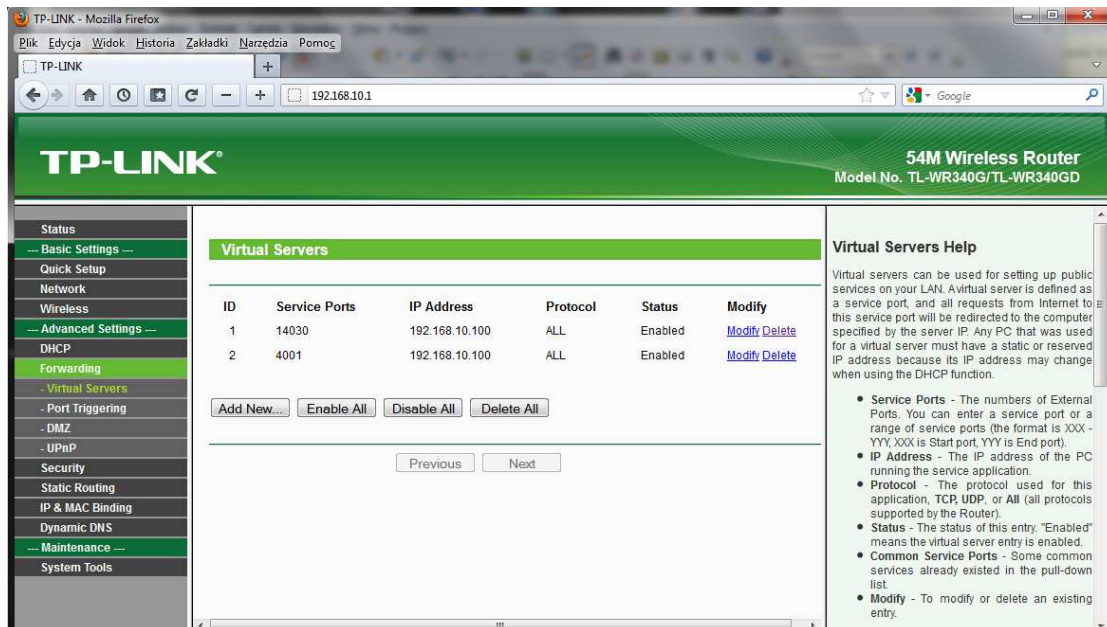 TP-LINK - Mozilla Firefox
Plik Edycja Widok Historia Zakładki Narzędzia Pomoc
TP-LINK
192.168.10.1
Google
TP-LINK®
54M Wireless Router
Model No. TL-WR340G/TL-WR340GD
Status
--- Basic Settings ---
Quick Setup
Network
Wireless
--- Advanced Settings ---
DHCP
Forwarding
- Virtual Servers
- Port Triggering
- DMZ
- UPnP
Security
Static Routing
IP & MAC Binding
Dynamic DNS
--- Maintenance ---
System Tools
Virtual Servers
ID Service Ports IP Address Protocol Status Modify
1 14030 192.168.10.100 ALL Enabled Modify Delete
2 4001 192.168.10.100 ALL Enabled Modify Delete
Add New... Enable All Disable All Delete All
Previous Next
Virtual Servers Help
Virtual servers can be used for setting up public
services on your LAN. Avirtual server is defined as
a service port, and all requests from Internet to
this service port will be redirected to the computer
specified by the server IP. Any PC that was used
for a virtual server must have a static or reserved
IP address because its IP address may change
when using the DHCP function.
● Service Ports - The numbers of External
Ports. You can enter a service port or a
range of service ports (the format is XXX -
YYY, XXX is Start port, YYY is End port).
● IP Address - The IP address of the PC
running the service application.
● Protocol - The protocol used for this
application, TCP, UDP, or All (all protocols
supported by the Router).
● Status - The status of this entry. "Enabled"
means the virtual server entry is enabled.
● Common Service Ports - Some common
services already existed in the pull-down
list.
● Modify - To modify or delete an existing
entry.